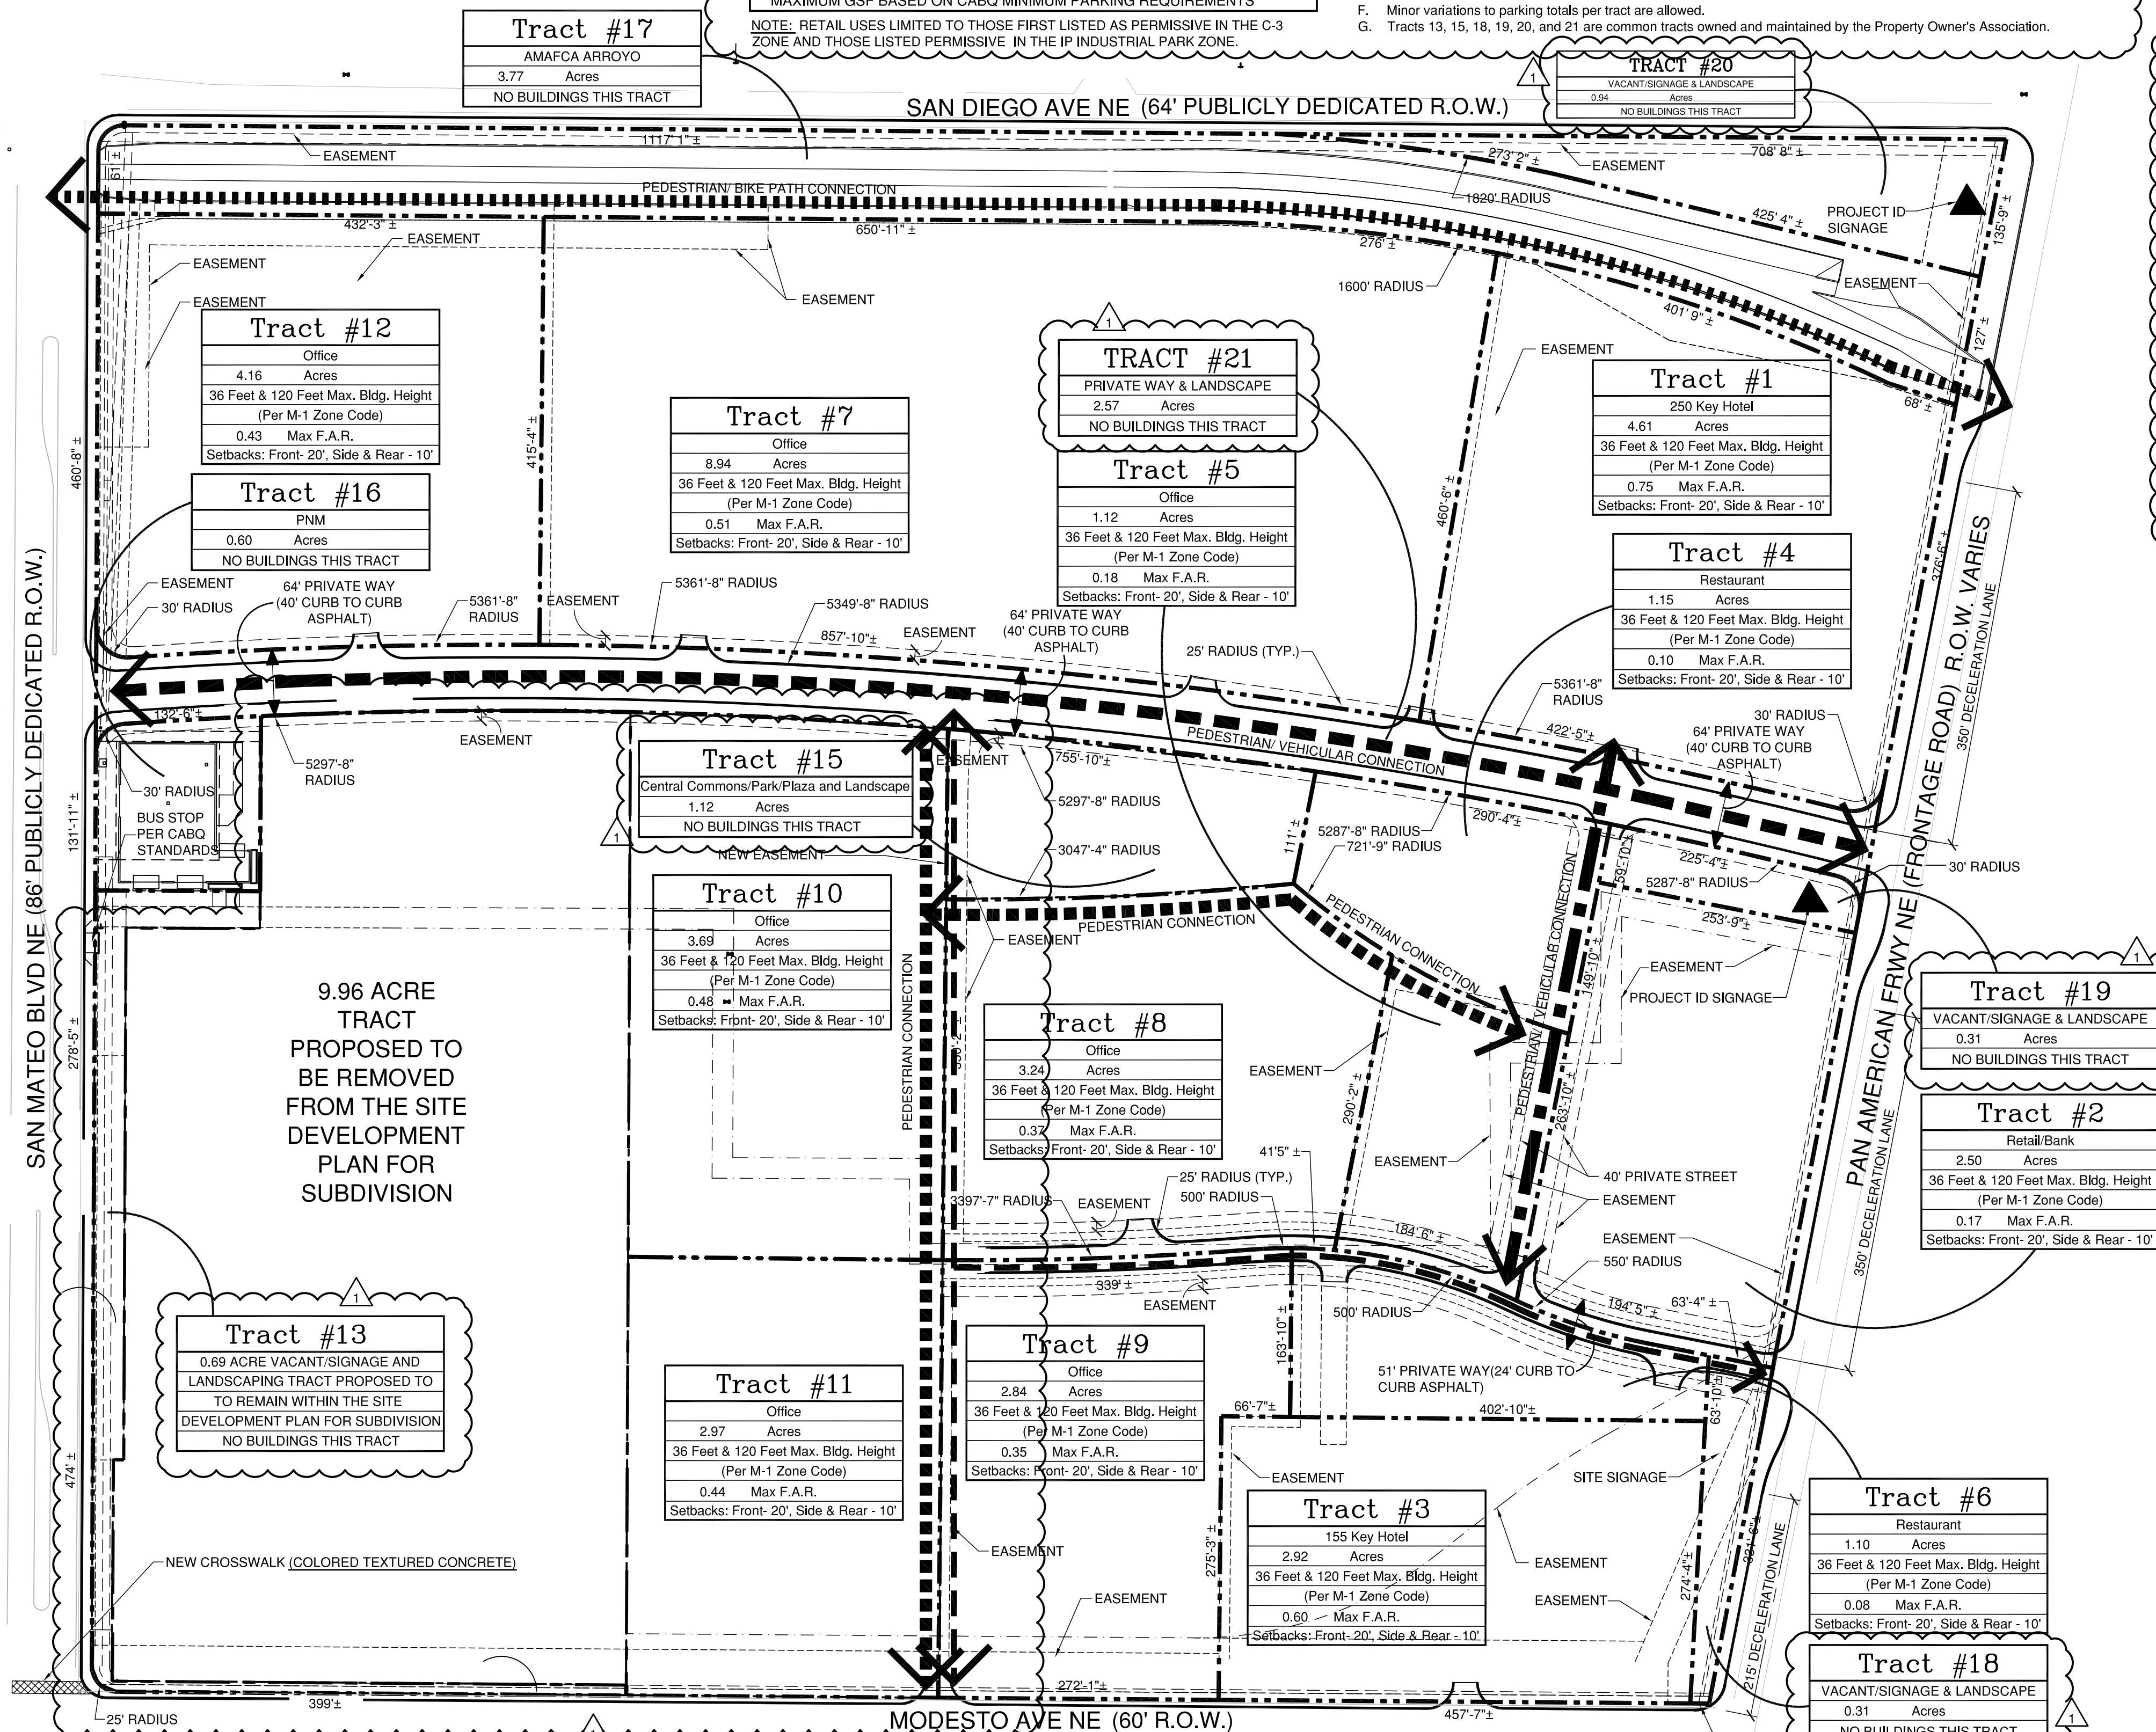 MAXIMUM GSF BASED ON CABQ MINIMUM PARKING REQUIREMENTS
NOTE: RETAIL USES LIMITED TO THOSE FIRST LISTED AS PERMISSIVE IN THE C-3
ZONE AND THOSE LISTED PERMISSIVE IN THE IP INDUSTRIAL PARK ZONE.
F. Minor variations to parking totals per tract are allowed.
G. Tracts 13, 15, 18, 19, 20, and 21 are common tracts owned and maintained by the Property Owner's Association.
Tract #17
AMAFCA ARROYO
3.77 Acres
NO BUILDINGS THIS TRACT
1
TRACT #20
VACANT/SIGNAGE & LANDSCAPE
0.94 Acres
NO BUILDINGS THIS TRACT
SAN DIEGO AVE NE (64' PUBLICLY DEDICATED R.O.W.)
61' ±
EASEMENT
1117' 1" ±
273' 2" ±
EASEMENT
708' 8" ±
PEDESTRIAN/ BIKE PATH CONNECTION
1820' RADIUS
425' 4" ±
PROJECT ID
SIGNAGE
135'-9" ±
432'-3" ±
EASEMENT
650'-11" ±
276' ±
EASEMENT
EASEMENT
EASEMENT
EASEMENT
1600' RADIUS
401' 9" ±
127' ±
68' ±
EASEMENT
Tract #12
Office
4.16 Acres
36 Feet & 120 Feet Max. Bldg. Height
(Per M-1 Zone Code)
0.43 Max F.A.R.
Setbacks: Front- 20', Side & Rear - 10'
460'-8" ±
415'-4" ±
Tract #16
PNM
0.60 Acres
NO BUILDINGS THIS TRACT
Tract #7
Office
8.94 Acres
36 Feet & 120 Feet Max. Bldg. Height
(Per M-1 Zone Code)
0.51 Max F.A.R.
Setbacks: Front- 20', Side & Rear - 10'
1
TRACT #21
PRIVATE WAY & LANDSCAPE
2.57 Acres
NO BUILDINGS THIS TRACT
Tract #5
Office
1.12 Acres
36 Feet & 120 Feet Max. Bldg. Height
(Per M-1 Zone Code)
0.18 Max F.A.R.
Setbacks: Front- 20', Side & Rear - 10'
460'-6" ±
Tract #1
250 Key Hotel
4.61 Acres
36 Feet & 120 Feet Max. Bldg. Height
(Per M-1 Zone Code)
0.75 Max F.A.R.
Setbacks: Front- 20', Side & Rear - 10'
Tract #4
Restaurant
1.15 Acres
36 Feet & 120 Feet Max. Bldg. Height
(Per M-1 Zone Code)
0.10 Max F.A.R.
Setbacks: Front- 20', Side & Rear - 10'
376'-6" ±
350' DECELERATION LANE
PAN AMERICAN FRWY NE (FRONTAGE ROAD) R.O.W. VARIES
SAN MATEO BLVD NE (86' PUBLICLY DEDICATED R.O.W.)
EASEMENT
30' RADIUS
64' PRIVATE WAY
(40' CURB TO CURB
ASPHALT)
5361'-8"
RADIUS
EASEMENT
5361'-8" RADIUS
5349'-8" RADIUS
857'-10"±
EASEMENT
64' PRIVATE WAY
(40' CURB TO CURB
ASPHALT)
25' RADIUS (TYP.)
5361'-8"
RADIUS
422'-5"±
30' RADIUS
64' PRIVATE WAY
(40' CURB TO CURB
ASPHALT)
132'-6"±
EASEMENT
5297'-8"
RADIUS
30' RADIUS
BUS STOP
PER CABQ
STANDARDS
131'-11" ±
Tract #15
Central Commons/Park/Plaza and Landscape
1.12 Acres
NO BUILDINGS THIS TRACT
1
NEW EASEMENT
EASEMENT
755'-10"±
PEDESTRIAN/ VEHICULAR CONNECTION
5297'-8" RADIUS
3047'-4" RADIUS
111' ±
5287'-8" RADIUS
721'-9" RADIUS
290'-4"±
59'-10"±
225'-4"±
5287'-8" RADIUS
30' RADIUS
253'-9"±
PEDESTRIAN CONNECTION
PEDESTRIAN CONNECTION
EASEMENT
PEDESTRIAN/ VEHICULAR CONNECTION
149'-10"±
EASEMENT
PROJECT ID SIGNAGE
Tract #10
Office
3.69 Acres
36 Feet & 120 Feet Max. Bldg. Height
(Per M-1 Zone Code)
0.48 Max F.A.R.
Setbacks: Front- 20', Side & Rear - 10'
PEDESTRIAN CONNECTION
9.96 ACRE
TRACT
PROPOSED TO
BE REMOVED
FROM THE SITE
DEVELOPMENT
PLAN FOR
SUBDIVISION
278'-5" ±
Tract #8
Office
3.24 Acres
36 Feet & 120 Feet Max. Bldg. Height
(Per M-1 Zone Code)
0.37 Max F.A.R.
Setbacks: Front- 20', Side & Rear - 10'
EASEMENT
290'-2" ±
EASEMENT
263'-10" ±
1
Tract #19
VACANT/SIGNAGE & LANDSCAPE
0.31 Acres
NO BUILDINGS THIS TRACT
Tract #2
Retail/Bank
2.50 Acres
36 Feet & 120 Feet Max. Bldg. Height
(Per M-1 Zone Code)
0.17 Max F.A.R.
Setbacks: Front- 20', Side & Rear - 10'
350' DECELERATION LANE
41'5" ±
25' RADIUS (TYP.)
500' RADIUS
3397'-7" RADIUS
EASEMENT
184' 6" ±
40' PRIVATE STREET
EASEMENT
EASEMENT
550' RADIUS
339' ±
EASEMENT
500' RADIUS
194' 5" ±
63'-4" ±
163'-10" ±
51' PRIVATE WAY(24' CURB TO
CURB ASPHALT)
63'-10"±
66'-7"±
402'-10"±
1
Tract #13
0.69 ACRE VACANT/SIGNAGE AND
LANDSCAPING TRACT PROPOSED TO
TO REMAIN WITHIN THE SITE
DEVELOPMENT PLAN FOR SUBDIVISION
NO BUILDINGS THIS TRACT
474' ±
Tract #11
Office
2.97 Acres
36 Feet & 120 Feet Max. Bldg. Height
(Per M-1 Zone Code)
0.44 Max F.A.R.
Setbacks: Front- 20', Side & Rear - 10'
Tract #9
Office
2.84 Acres
36 Feet & 120 Feet Max. Bldg. Height
(Per M-1 Zone Code)
0.35 Max F.A.R.
Setbacks: Front- 20', Side & Rear - 10'
EASEMENT
SITE SIGNAGE
Tract #3
155 Key Hotel
2.92 Acres
36 Feet & 120 Feet Max. Bldg. Height
(Per M-1 Zone Code)
0.60 Max F.A.R.
Setbacks: Front- 20', Side & Rear - 10'
275'-3" ±
EASEMENT
EASEMENT
EASEMENT
EASEMENT
274'-4"±
331'-6"±
215' DECELERATION LANE
Tract #6
Restaurant
1.10 Acres
36 Feet & 120 Feet Max. Bldg. Height
(Per M-1 Zone Code)
0.08 Max F.A.R.
Setbacks: Front- 20', Side & Rear - 10'
Tract #18
VACANT/SIGNAGE & LANDSCAPE
0.31 Acres
NO BUILDINGS THIS TRACT
1
NEW CROSSWALK (COLORED TEXTURED CONCRETE)
25' RADIUS
399'±
1
272'-1"±
MODESTO AVE NE (60' R.O.W.)
457'-7"±